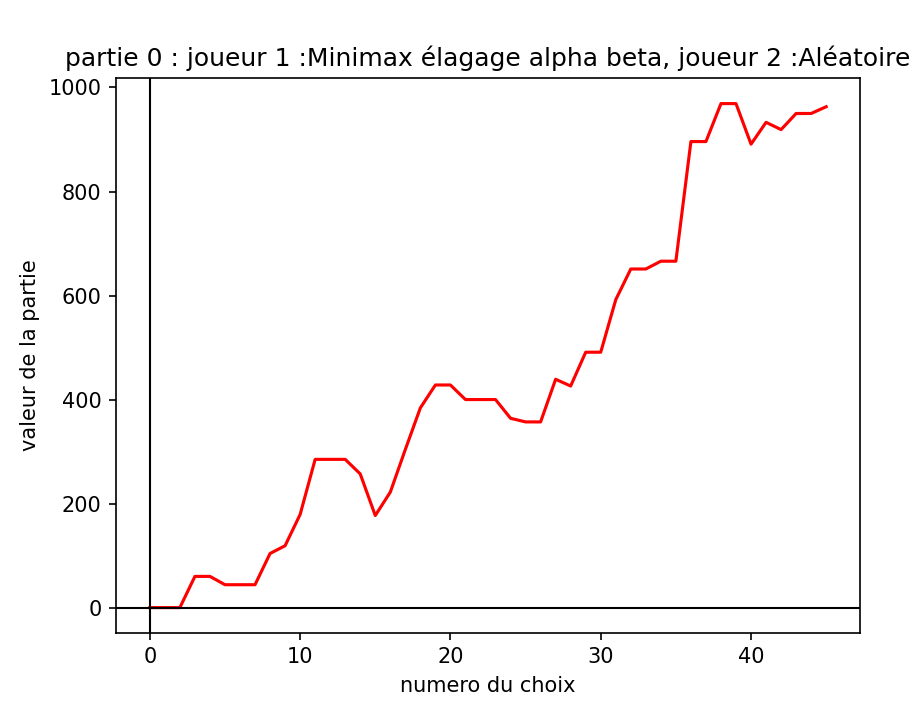 partie 0 : joueur 1 :Minimax élagage alpha beta, joueur 2 :Aléatoire
1000
800
600
400
200
0
valeur de la partie
0 10 20 30 40
numero du choix